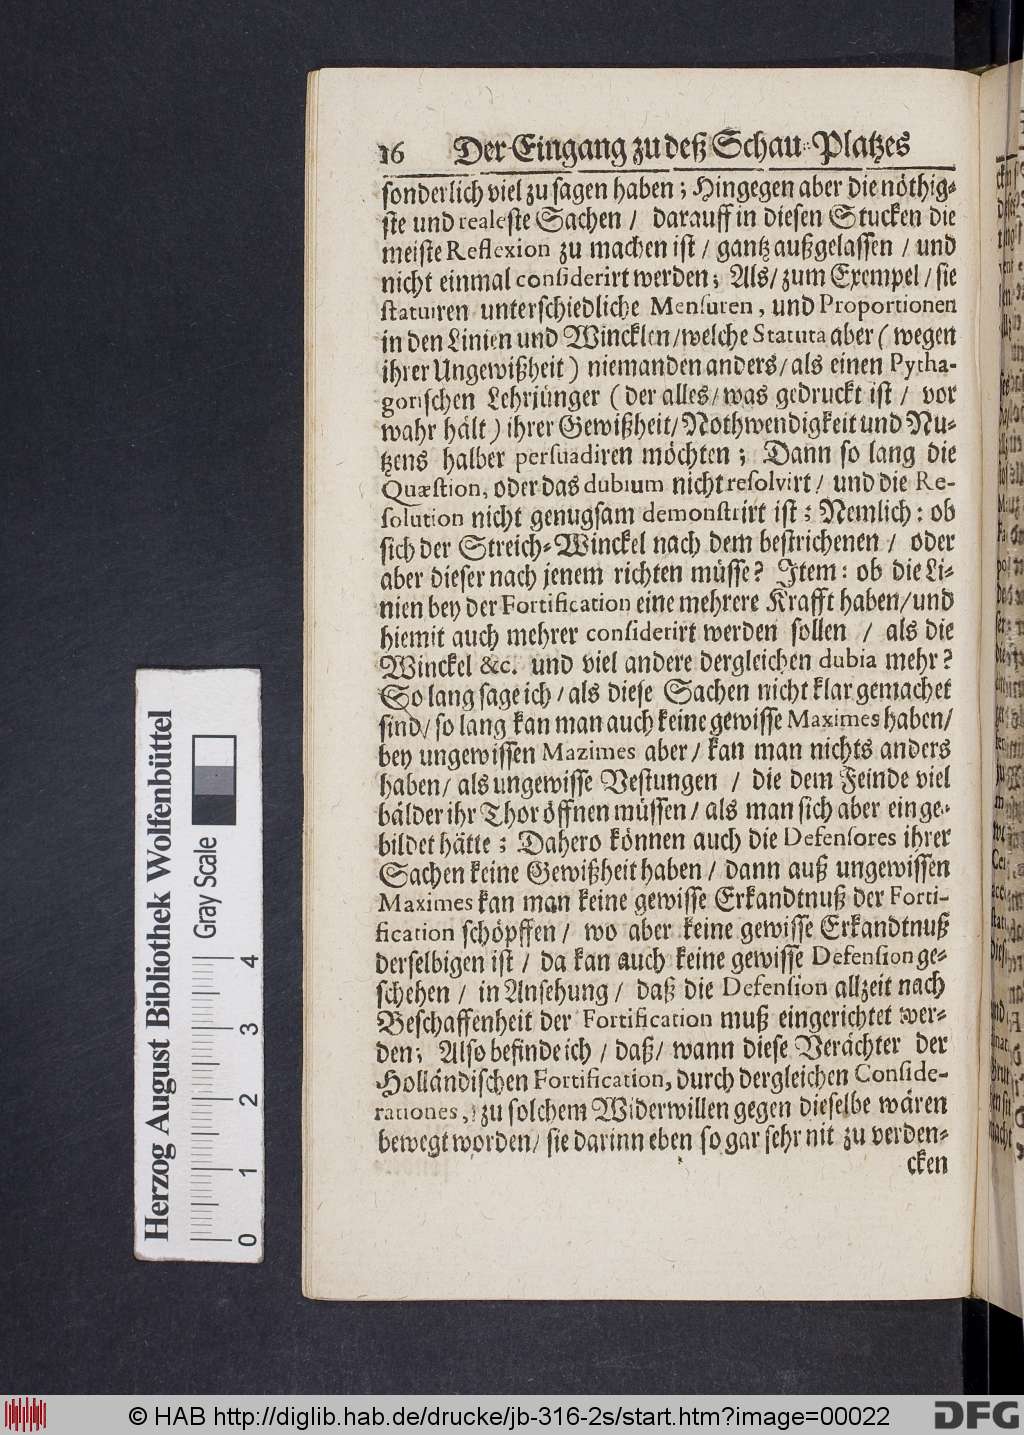 16 Der Eingang zu deß Schau-Platzes
sonderlich viel zu sagen haben; Hingegen aber die nöthig-
ste und realeste Sachen / darauff in diesen Stucken die
meiste Reflexion zu machen ist / gantz außgelassen / und
nicht einmal considerirt werden; Als / zum Exempel / sie
statuiren unterschiedliche Mensuren, und Proportionen
in den Linien und Wincklen / welche Statuta aber (wegen
ihrer Ungewißheit) niemanden anders / als einen Pytha-
gorischen Lehrjünger (der alles / was gedruckt ist / vor
wahr hält) ihrer Gewißheit / Nothwendigkeit und Nu-
tzens halber persuadiren möchten; Dann so lang die
Quæstion, oder das dubium nicht resolvirt / und die Re-
solution nicht genugsam demonstrirt ist; Nemlich: ob
sich der Streich-Winckel nach dem bestrichenen / oder
aber dieser nach jenem richten müsse? Item: ob die Li-
nien bey der Fortification eine mehrere Krafft haben / und
hiemit auch mehrer considerirt werden sollen / als die
Winckel &c. und viel andere dergleichen dubia mehr?
So lang sage ich / als diese Sachen nicht klar gemachet
sind / so lang kan man auch keine gewisse Maximes haben /
bey ungewissen Mazimes aber / kan man nichts anders
haben / als ungewisse Vestungen / die dem Feinde viel
bälder ihr Thor öffnen müssen / als man sich aber einge-
bildet hätte; Dahero können auch die Defensores ihrer
Sachen keine Gewißheit haben / dann auß ungewissen
Maximes kan man keine gewisse Erkandtnuß der Forti-
fication schöpffen / wo aber keine gewisse Erkandtnuß
derselbigen ist / da kan auch keine gewisse Defension ge-
schehen / in Ansehung / daß die Defension allzeit nach
Beschaffenheit der Fortification muß eingerichtet wer-
den; Also befinde ich / daß / wann diese Verächter der
Holländischen Fortification, durch dergleichen Conside-
rationes, zu solchem Widerwillen gegen dieselbe wären
bewegt worden / sie darinn eben so gar sehr nit zu verden-
cken
Herzog August Bibliothek Wolfenbüttel
Gray Scale
0 1 2 3 4
© HAB http://diglib.hab.de/drucke/jb-316-2s/start.htm?image=00022
DFG